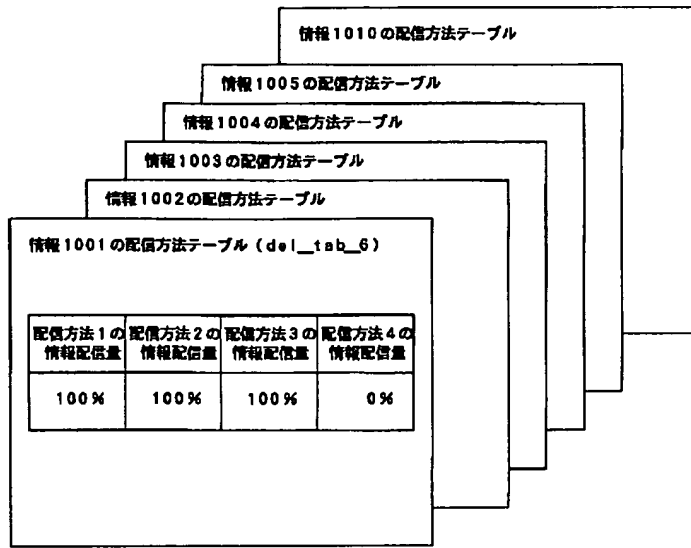 情報1010の配信方法テーブル
情報1005の配信方法テーブル
情報1004の配信方法テーブル
情報1003の配信方法テーブル
情報1002の配信方法テーブル
情報1001の配信方法テーブル(del_tab_6)
配信方法1の 配信方法2の 配信方法3の 配信方法4の
情報配信量 情報配信量 情報配信量 情報配信量
100% 100% 100% 0%